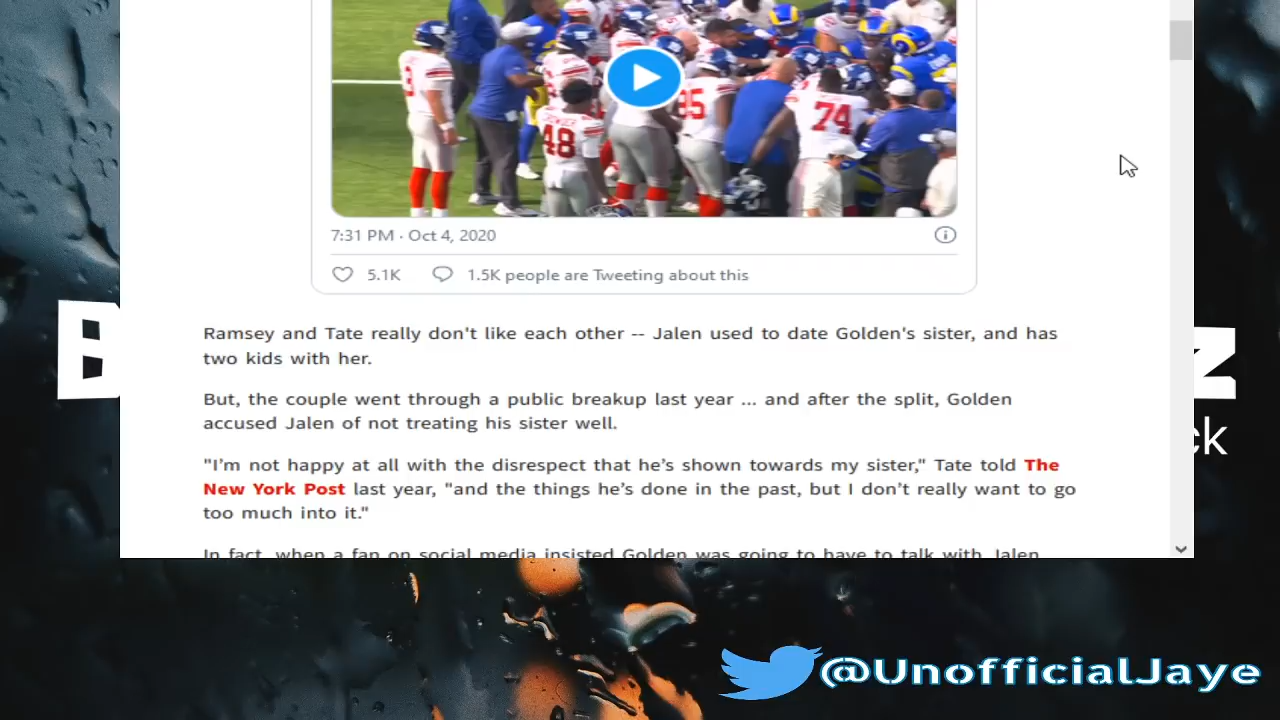 3
48
85
74
7:31 PM · Oct 4, 2020
5.1K 1.5K people are Tweeting about this
Ramsey and Tate really don't like each other -- Jalen used to date Golden's sister, and has
two kids with her.
But, the couple went through a public breakup last year ... and after the split, Golden
accused Jalen of not treating his sister well.
"I'm not happy at all with the disrespect that he's shown towards my sister," Tate told The
New York Post last year, "and the things he's done in the past, but I don't really want to go
too much into it."
In fact, when a fan on social media insisted Golden was going to have to talk with Jalen
B
z
ck
@UnofficialJaye